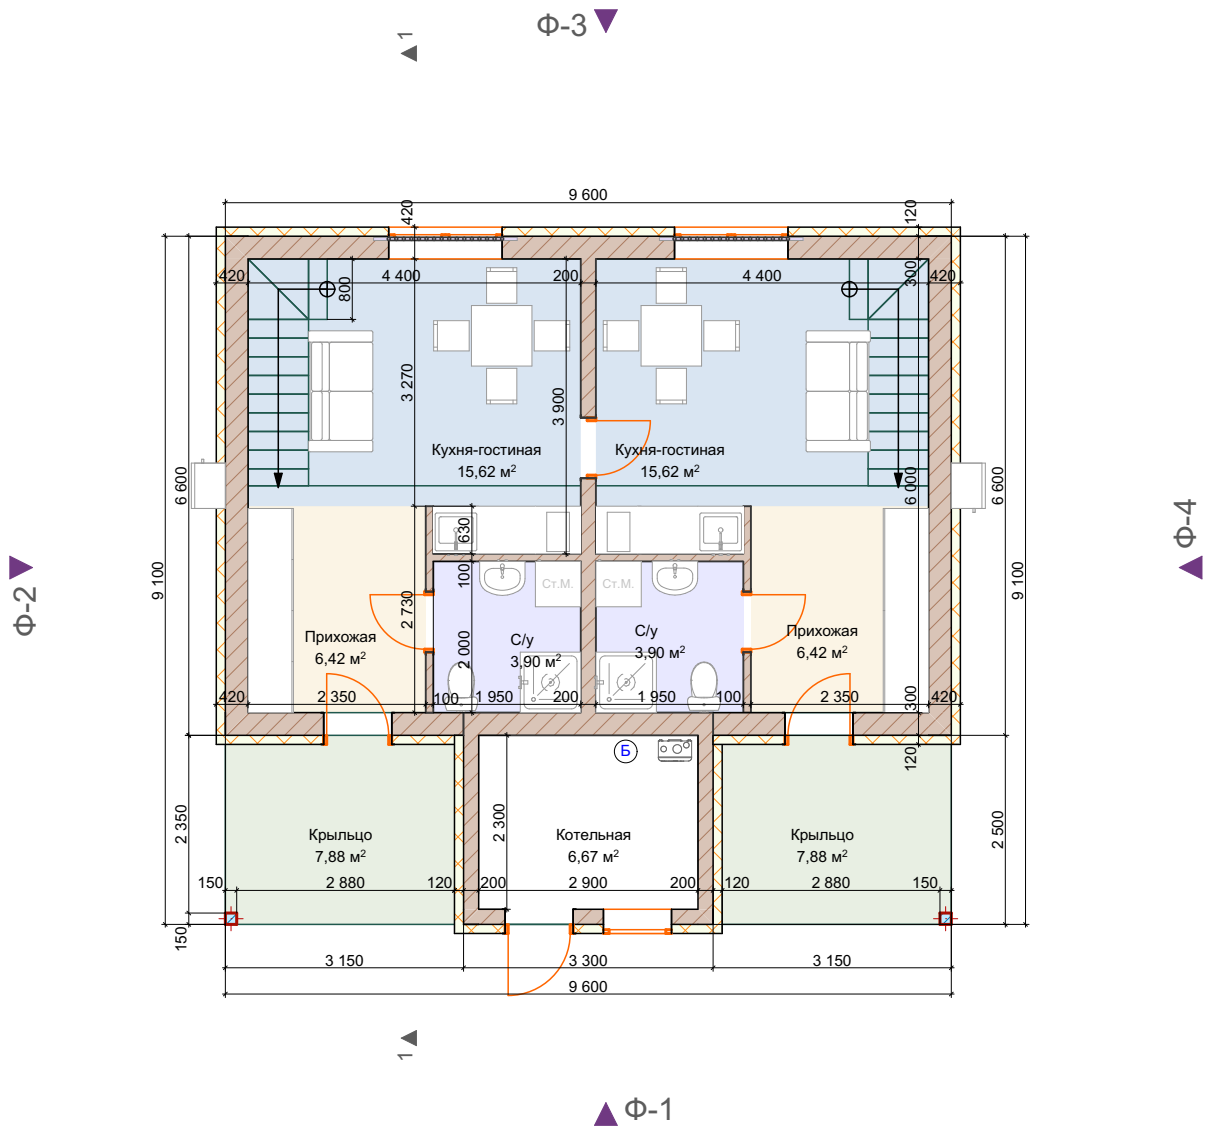 Ф-3
1
9 600
420
120
420
4 400
200
4 400
300
420
800
3 270
3 900
Кухня-гостиная
15,62 м²
Кухня-гостиная
15,62 м²
6 600
6 000
6 600
630
Ф-4
9 100
100
Ст.М.
Ст.М.
9 100
Ф-2
2 730
2 000
Прихожая
6,42 м²
С/у
3,90 м²
С/у
3,90 м²
Прихожая
6,42 м²
420
2 350
100
1 950
200
1 950
100
2 350
300
420
Б
120
2 350
2 300
2 500
Крыльцо
7,88 м²
Котельная
6,67 м²
Крыльцо
7,88 м²
150
2 880
120
200
2 900
200
120
2 880
150
150
3 150
3 300
3 150
9 600
1
Ф-1